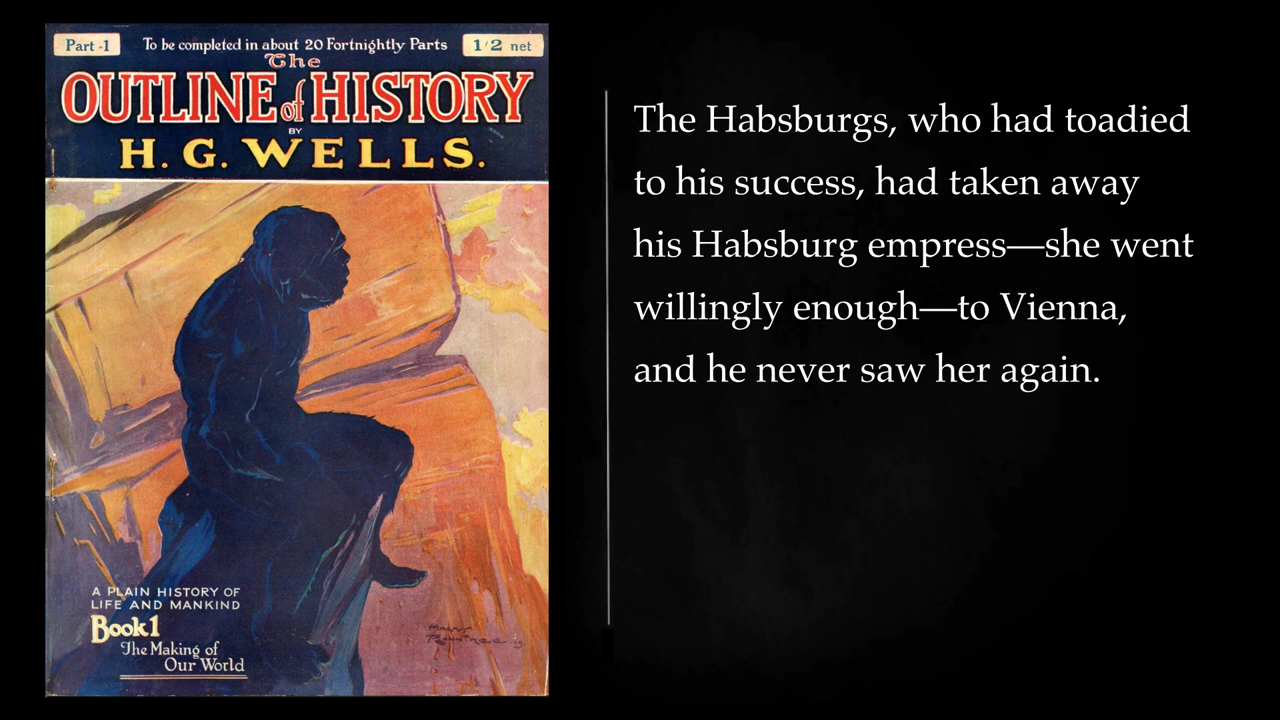 Part -1
To be completed in about 20 Fortnightly Parts
1/2 net
The
OUTLINE of HISTORY
BY
H. G. WELLS.
A PLAIN HISTORY OF
LIFE AND MANKIND
Book 1
The Making of
Our World
The Habsburgs, who had toadied
to his success, had taken away
his Habsburg empress—she went
willingly enough—to Vienna,
and he never saw her again.